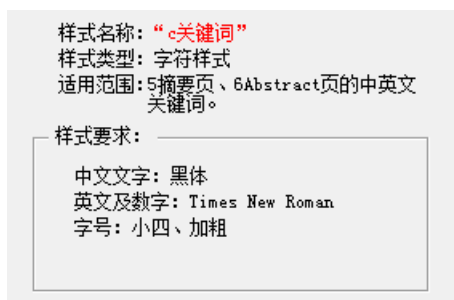 样式名称：“c关键词”
样式类型：字符样式
适用范围：5摘要页、6Abstract页的中英文
关键词。
样式要求：
中文文字：黑体
英文及数字：Times New Roman
字号：小四、加粗